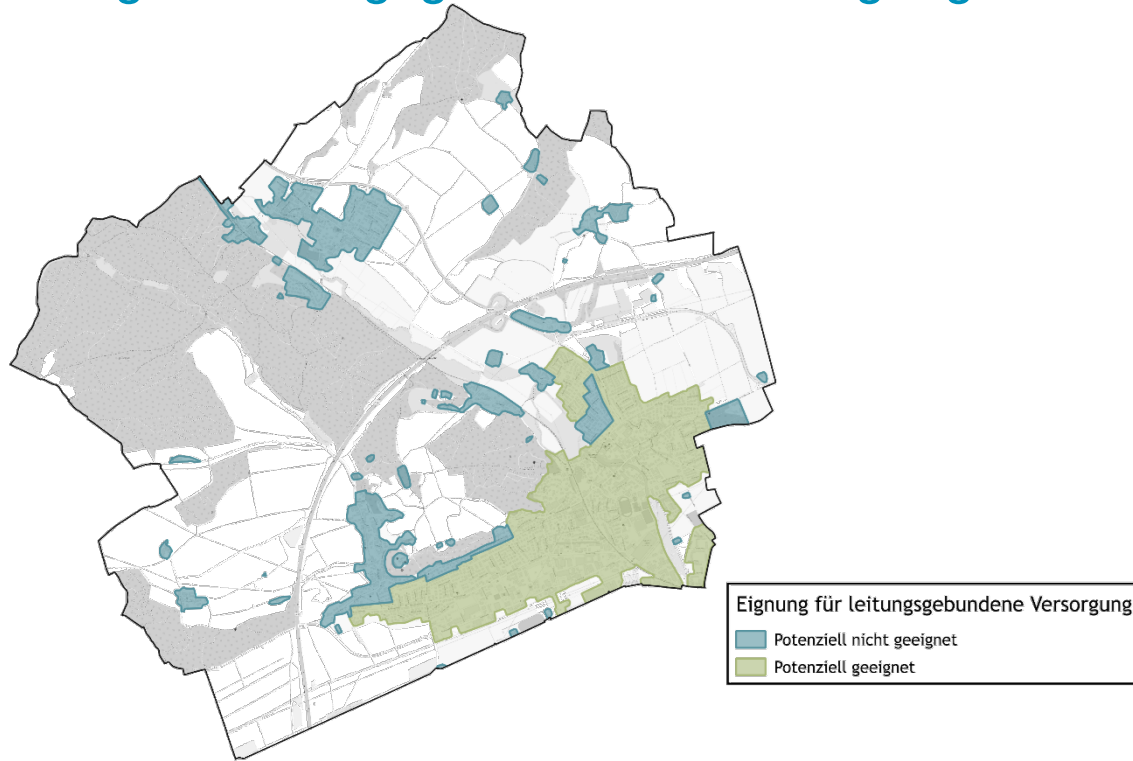 Eignung für leitungsgebundene Versorgung
Potenziell nicht geeignet
Potenziell geeignet